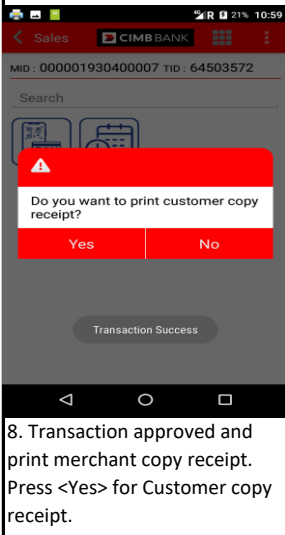 4G R 21% 10:59
Sales CIMB BANK
MID : 000001930400007 TID : 64503572
Search
Do you want to print customer copy
receipt?
Yes No
Transaction Success
8. Transaction approved and
print merchant copy receipt.
Press <Yes> for Customer copy
receipt.